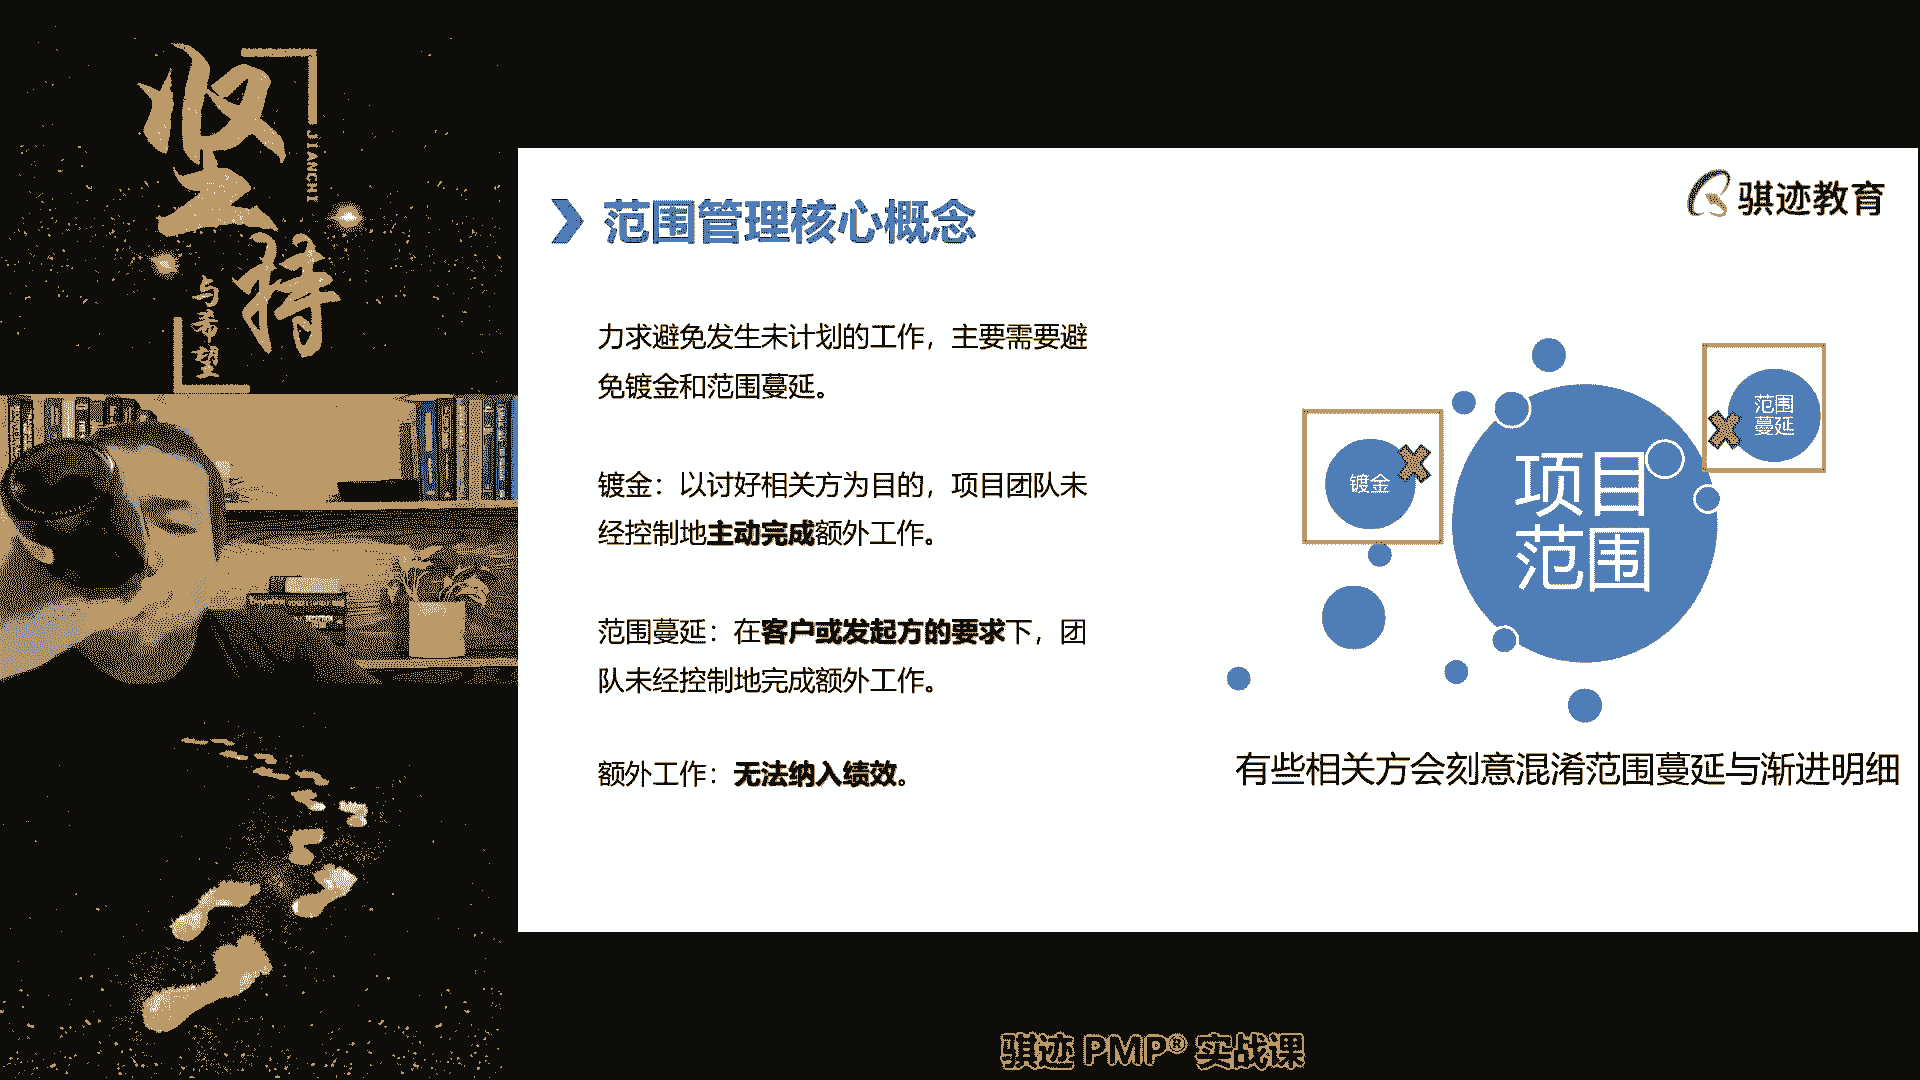 坚持
JIANCHI
与希望
骐迹教育
范围管理核心概念
力求避免发生未计划的工作，主要需要避
免镀金和范围蔓延。
镀金：以讨好相关方为目的，项目团队未
经控制地主动完成额外工作。
范围蔓延：在客户或发起方的要求下，团
队未经控制地完成额外工作。
额外工作：无法纳入绩效。
镀金
项目
范围
范围
蔓延
有些相关方会刻意混淆范围蔓延与渐进明细
骐迹 PMP® 实战课